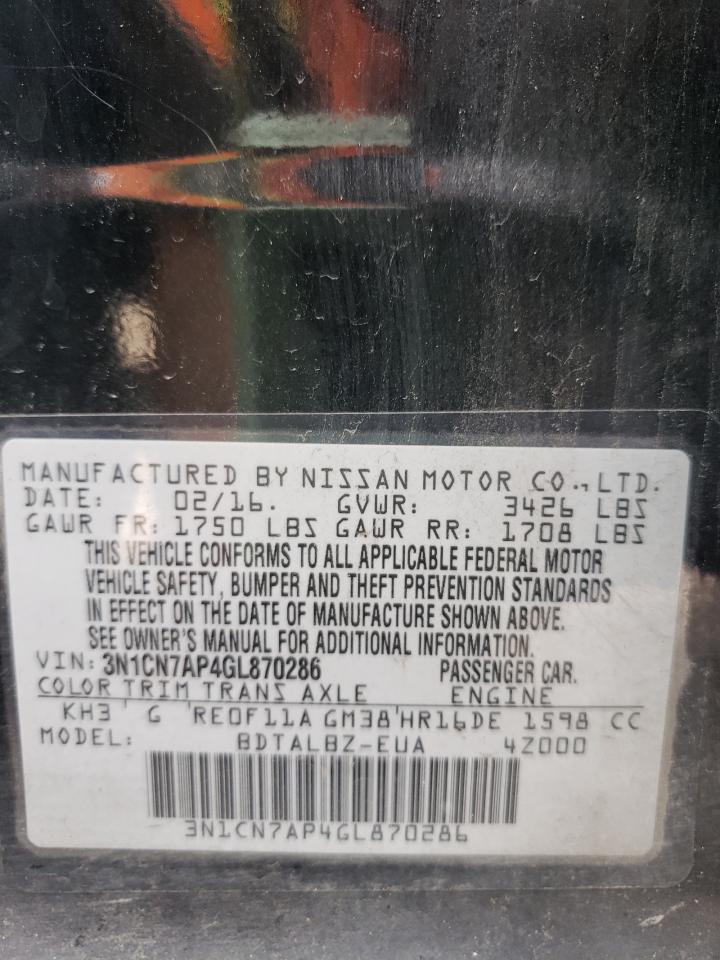 MANUFACTURED BY NISSAN MOTOR CO., LTD.
DATE: 02/16. GVWR: 3426 LBS
GAWR FR: 1750 LBS GAWR RR: 1708 LBS
THIS VEHICLE CONFORMS TO ALL APPLICABLE FEDERAL MOTOR
VEHICLE SAFETY, BUMPER AND THEFT PREVENTION STANDARDS
IN EFFECT ON THE DATE OF MANUFACTURE SHOWN ABOVE.
SEE OWNER'S MANUAL FOR ADDITIONAL INFORMATION.
VIN: 3N1CN7AP4GL870286 PASSENGER CAR.
COLOR TRIM TRANS AXLE ENGINE
KH3 G RE0F11A GM38 HR16DE 1598 CC
MODEL: BDTALBZ-EUA 4Z000
3N1CN7AP4GL870286